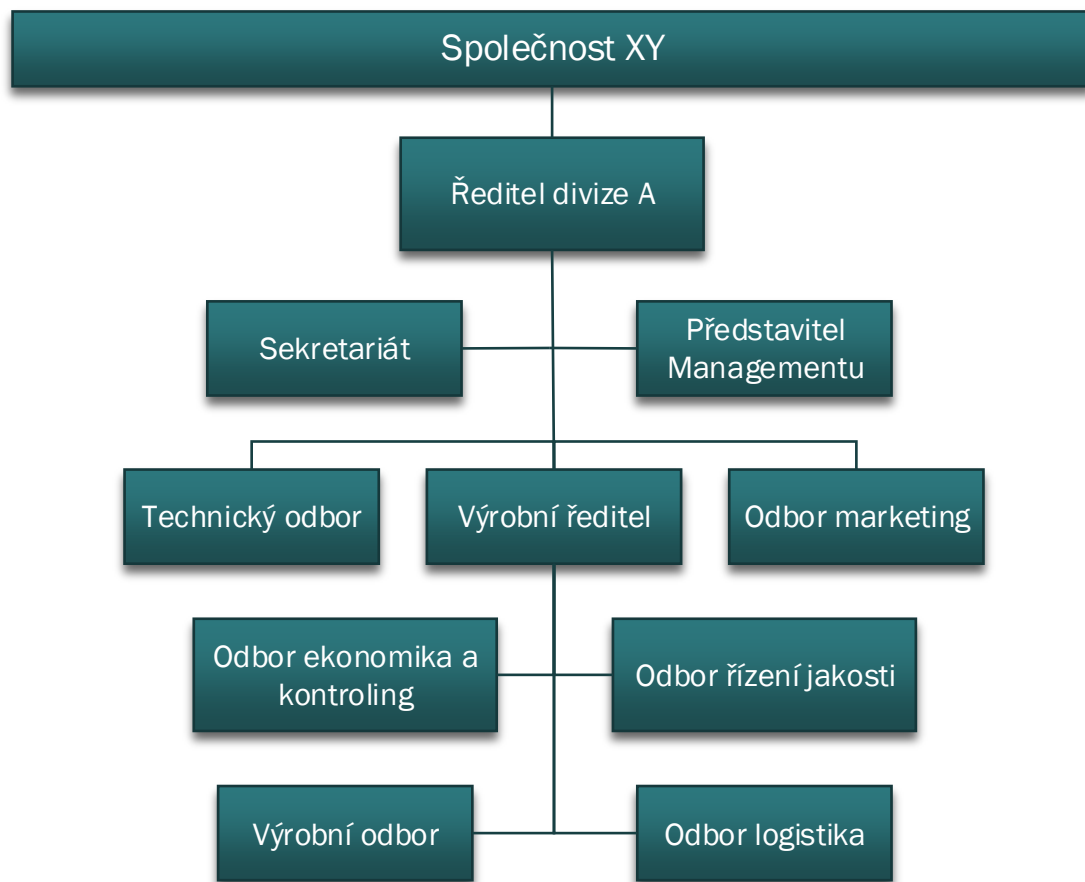 Společnost XY
Ředitel divize A
Sekretariát
Představitel
Managementu
Technický odbor
Výrobní ředitel
Odbor marketing
Odbor ekonomika a
kontroling
Odbor řízení jakosti
Výrobní odbor
Odbor logistika